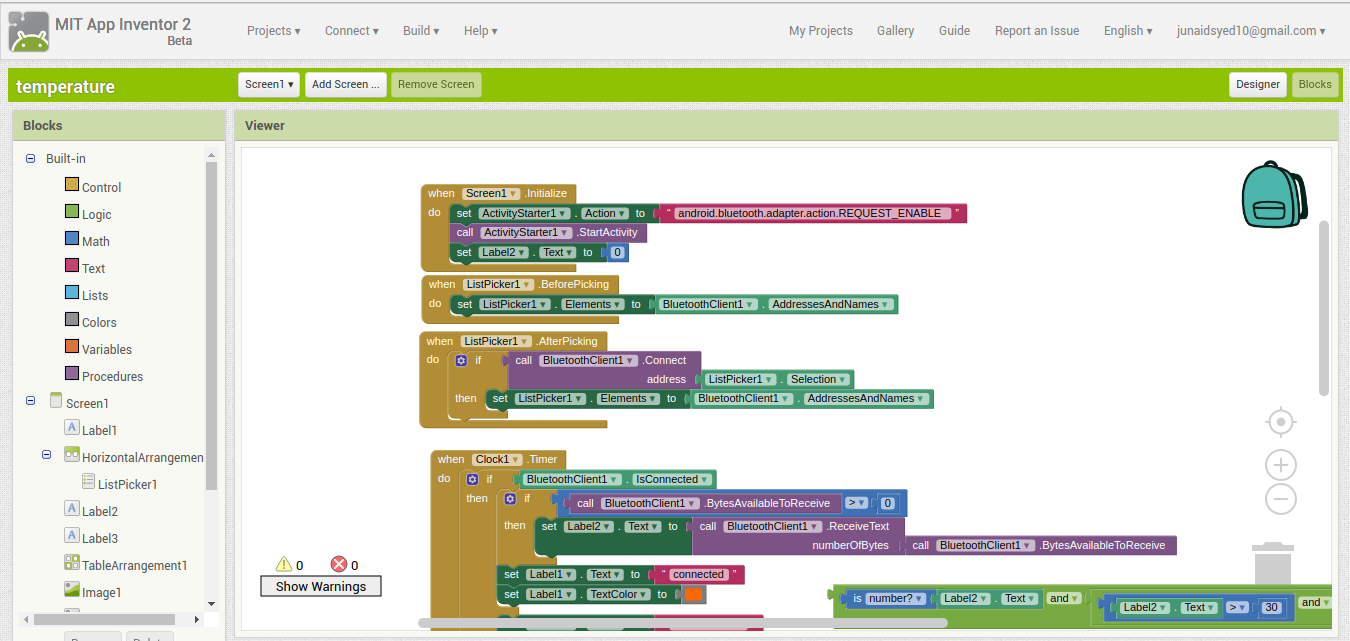 MIT App Inventor 2
Beta
Projects ▾ Connect ▾ Build ▾ Help ▾ My Projects Gallery Guide Report an Issue English ▾ junaidsyed10@gmail.com ▾
temperature Screen1 ▾ Add Screen ... Remove Screen Designer Blocks
Blocks
Viewer
Built-in
Control
Logic
Math
Text
Lists
Colors
Variables
Procedures
Screen1
Label1
HorizontalArrangemen
ListPicker1
Label2
Label3
TableArrangement1
Image1
when Screen1 ▾ .Initialize
do set ActivityStarter1 ▾ . Action ▾ to " android.bluetooth.adapter.action.REQUEST_ENABLE "
call ActivityStarter1 ▾ .StartActivity
set Label2 ▾ . Text ▾ to 0
when ListPicker1 ▾ .BeforePicking
do set ListPicker1 ▾ . Elements ▾ to BluetoothClient1 ▾ . AddressesAndNames ▾
when ListPicker1 ▾ .AfterPicking
do if call BluetoothClient1 ▾ .Connect
address ListPicker1 ▾ . Selection ▾
then set ListPicker1 ▾ . Elements ▾ to BluetoothClient1 ▾ . AddressesAndNames ▾
when Clock1 ▾ .Timer
do if BluetoothClient1 ▾ . IsConnected ▾
then if call BluetoothClient1 ▾ .BytesAvailableToReceive > ▾ 0
then set Label2 ▾ . Text ▾ to call BluetoothClient1 ▾ .ReceiveText
numberOfBytes call BluetoothClient1 ▾ .BytesAvailableToReceive
set Label1 ▾ . Text ▾ to " connected "
set Label1 ▾ . TextColor ▾ to
is number? ▾ Label2 ▾ . Text ▾ and ▾ Label2 ▾ . Text ▾ > ▾ 30 and ▾
0 0
Show Warnings